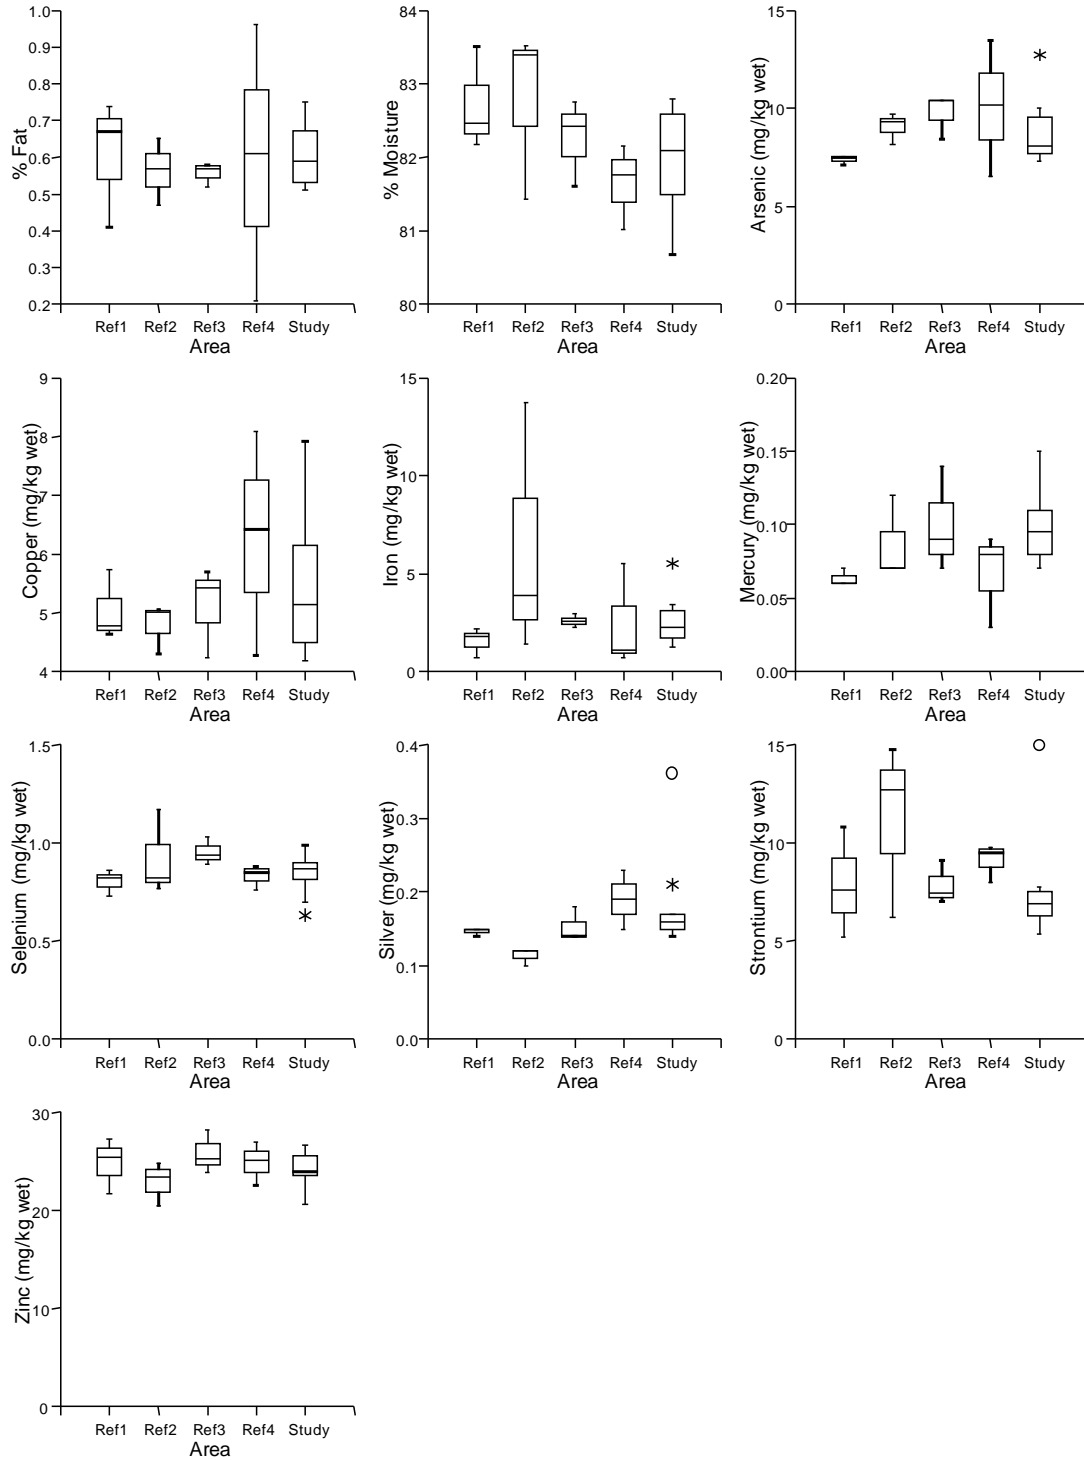 % Fat
1.0
0.9
0.8
0.7
0.6
0.5
0.4
0.3
0.2
Ref1 Ref2 Ref3 Ref4 Study
Area
% Moisture
84
83
82
81
80
Ref1 Ref2 Ref3 Ref4 Study
Area
Arsenic (mg/kg wet)
15
10
5
0
Ref1 Ref2 Ref3 Ref4 Study
Area
Copper (mg/kg wet)
9
8
7
6
5
4
Ref1 Ref2 Ref3 Ref4 Study
Area
Iron (mg/kg wet)
15
10
5
0
Ref1 Ref2 Ref3 Ref4 Study
Area
Mercury (mg/kg wet)
0.20
0.15
0.10
0.05
0.00
Ref1 Ref2 Ref3 Ref4 Study
Area
Selenium (mg/kg wet)
1.5
1.0
0.5
0.0
Ref1 Ref2 Ref3 Ref4 Study
Area
Silver (mg/kg wet)
0.4
0.3
0.2
0.1
0.0
Ref1 Ref2 Ref3 Ref4 Study
Area
Strontium (mg/kg wet)
15
10
5
0
Ref1 Ref2 Ref3 Ref4 Study
Area
Zinc (mg/kg wet)
30
20
10
0
Ref1 Ref2 Ref3 Ref4 Study
Area